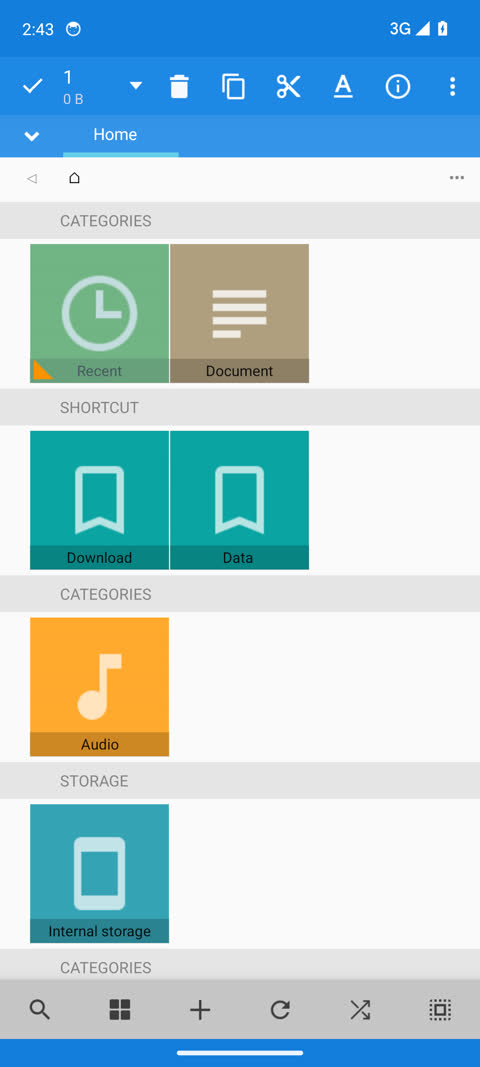 2:43
3G
1
0 B
A
Home
CATEGORIES
Recent
Document
SHORTCUT
Download
Data
CATEGORIES
Audio
STORAGE
Internal storage
CATEGORIES